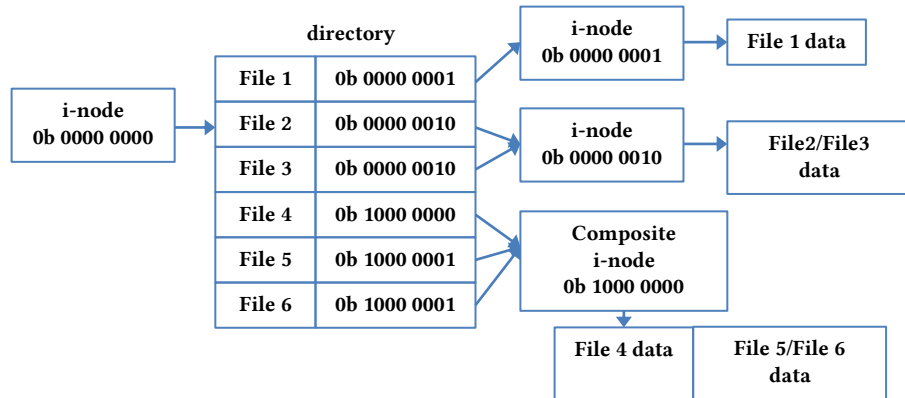 directory
i-node
0b 0000 0000
File 1 0b 0000 0001
File 2 0b 0000 0010
File 3 0b 0000 0010
File 4 0b 1000 0000
File 5 0b 1000 0001
File 6 0b 1000 0001
i-node
0b 0000 0001
File 1 data
i-node
0b 0000 0010
File2/File3
data
Composite
i-node
0b 1000 0000
File 4 data
File 5/File 6
data